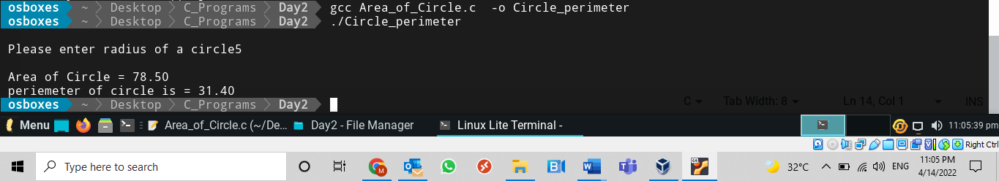 osboxes ~ Desktop C_Programs Day2 gcc Area_of_Circle.c -o Circle_perimeter
osboxes ~ Desktop C_Programs Day2 ./Circle_perimeter
Please enter radius of a circle5
Area of Circle = 78.50
periemeter of circle is = 31.40
osboxes ~ Desktop C_Programs Day2
C Tab Width: 8 Ln 14, Col 1 INS
Menu Area_of_Circle.c (~/De... Day2 - File Manager Linux Lite Terminal - 11:05:39 pm
Right Ctrl
Type here to search 32°C ENG 11:05 PM
4/14/2022